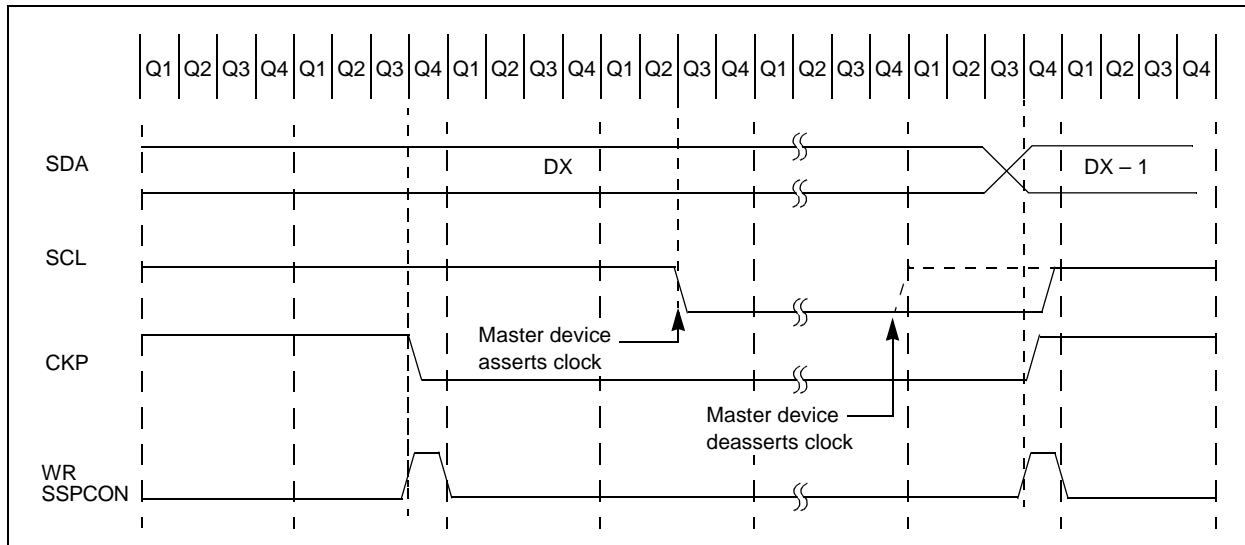 Q1 Q2 Q3 Q4 Q1 Q2 Q3 Q4 Q1 Q2 Q3 Q4 Q1 Q2 Q3 Q4 Q1 Q2 Q3 Q4 Q1 Q2 Q3 Q4 Q1 Q2 Q3 Q4
SDA
DX
DX – 1
SCL
Master device
asserts clock
CKP
Master device
deasserts clock
WR
SSPCON